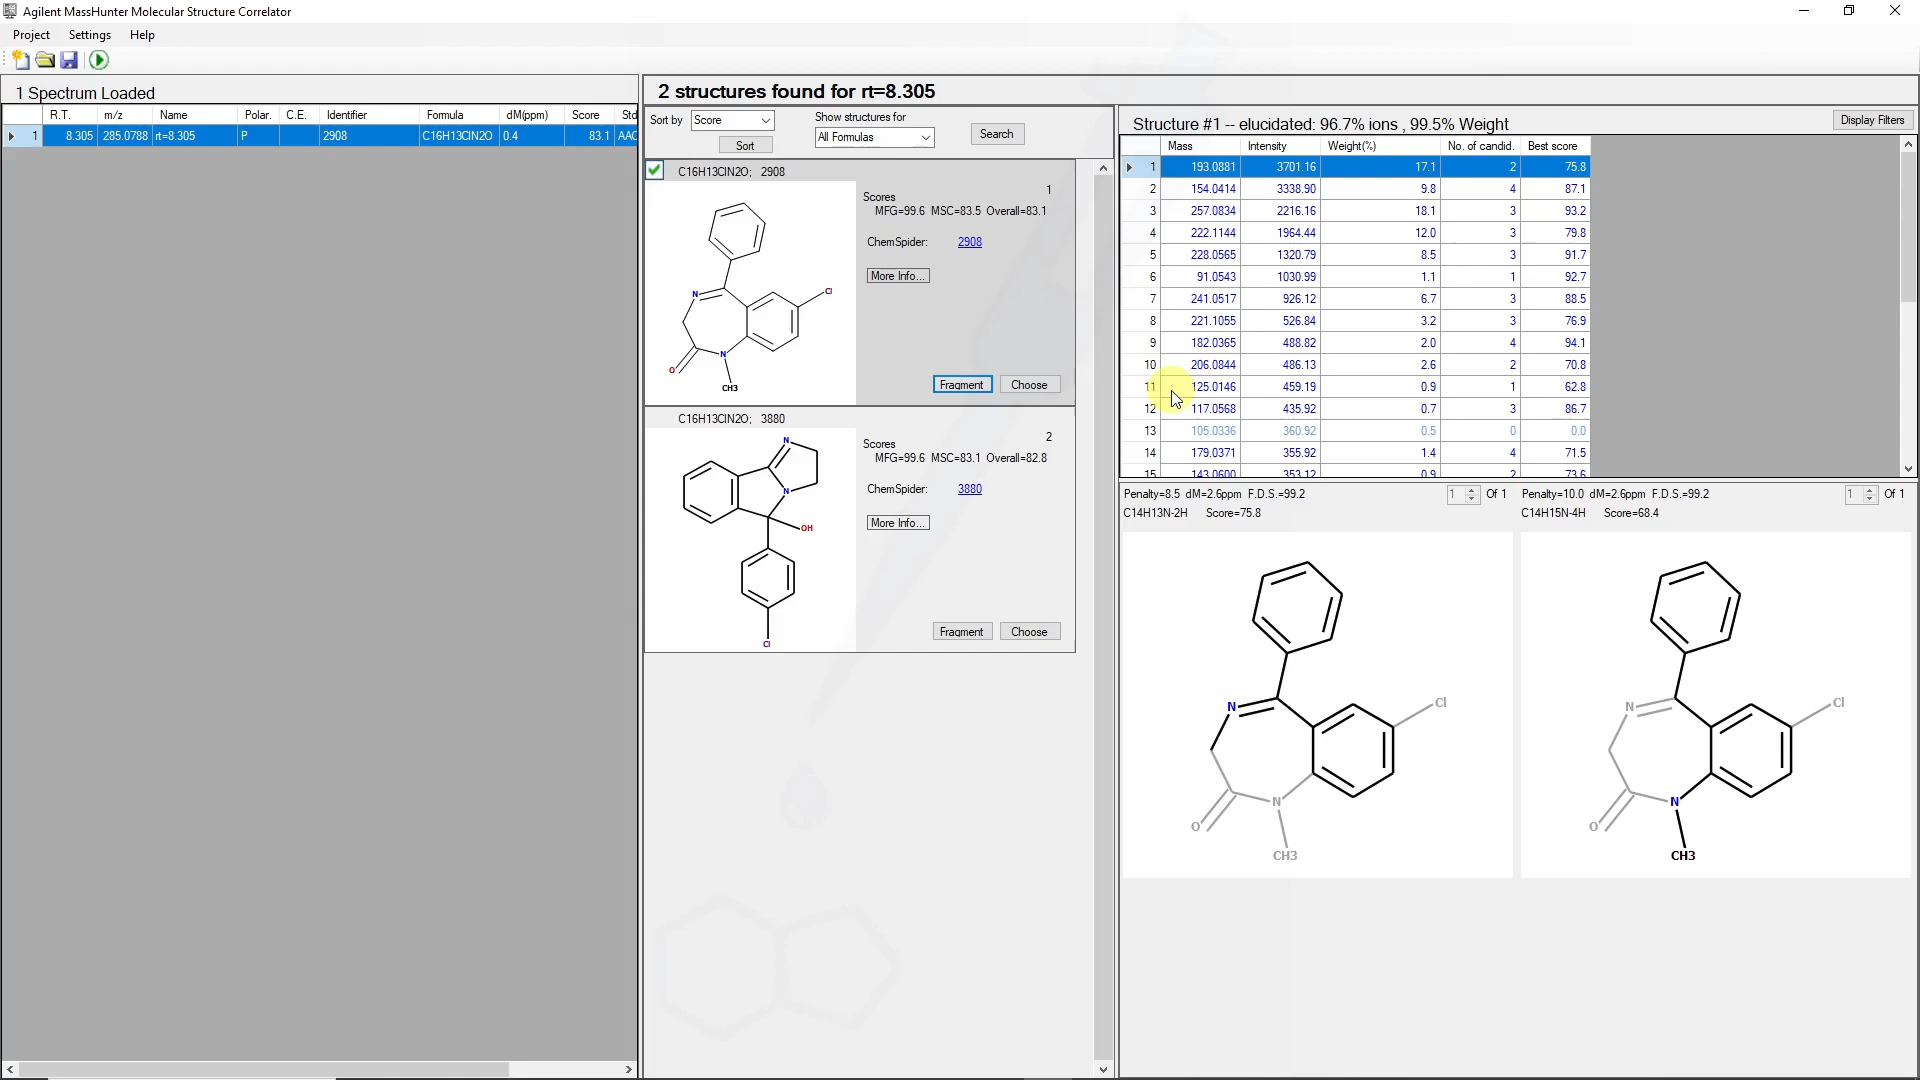 Agilent MassHunter Molecular Structure Correlator
Project Settings Help
1 Spectrum Loaded
R.T. m/z Name Polar. C.E. Identifier Formula dM(ppm) Score Std
1 8.305 285.0788 rt=8.305 P 2908 C16H13ClN2O 0.4 83.1 AAC
2 structures found for rt=8.305
Sort by Score Sort
Show structures for
All Formulas
Search
C16H13ClN2O; 2908
1
Scores
MFG=99.6 MSC=83.5 Overall=83.1
ChemSpider: 2908
More Info...
Fragment Choose
N
Cl
N
O
CH3
C16H13ClN2O; 3880
2
Scores
MFG=99.6 MSC=83.1 Overall=82.8
ChemSpider: 3880
More Info...
Fragment Choose
N
N
OH
Cl
Structure #1 -- elucidated: 96.7% ions , 99.5% Weight
Display Filters
Mass Intensity Weight(%) No. of candid. Best score
1 193.0881 3701.16 17.1 2 75.8
2 154.0414 3338.90 9.8 4 87.1
3 257.0834 2216.16 18.1 3 93.2
4 222.1144 1964.44 12.0 3 79.8
5 228.0565 1320.79 8.5 3 91.7
6 91.0543 1030.99 1.1 1 92.7
7 241.0517 926.12 6.7 3 88.5
8 221.1055 526.84 3.2 3 76.9
9 182.0365 488.82 2.0 4 94.1
10 206.0844 486.13 2.6 2 70.8
11 125.0146 459.19 0.9 1 62.8
12 117.0568 435.92 0.7 3 86.7
13 105.0336 360.92 0.5 0 0.0
14 179.0371 355.92 1.4 4 71.5
15 143.0600 353.12 0.9 2 73.6
Penalty=8.5 dM=2.6ppm F.D.S.=99.2 1 Of 1
C14H13N-2H Score=75.8
N
Cl
N
O
CH3
Penalty=10.0 dM=2.6ppm F.D.S.=99.2 1 Of 1
C14H15N-4H Score=68.4
N
Cl
N
O
CH3